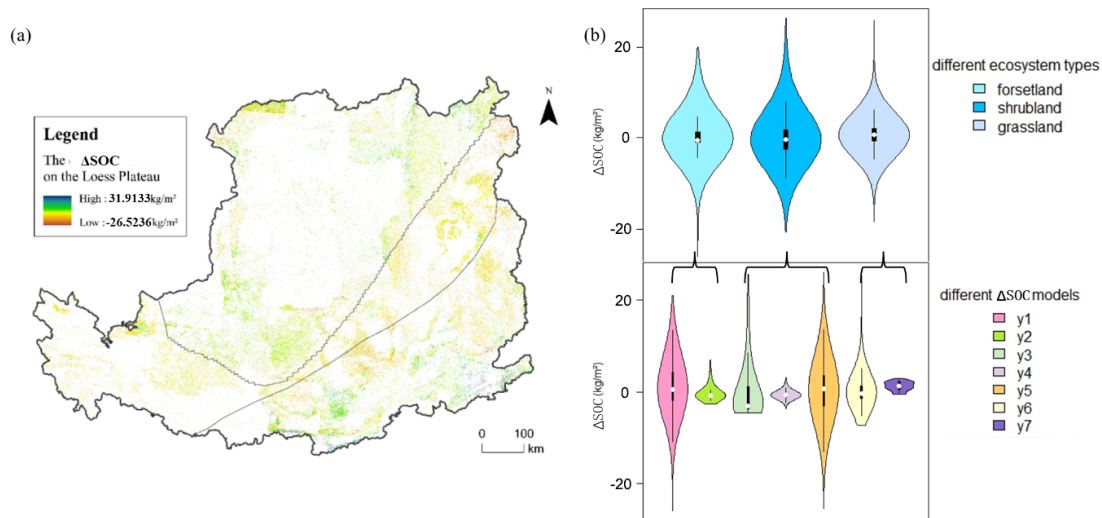 (a)
N
Legend
The ΔSOC
on the Loess Plateau
High : 31.9133kg/m²
Low : -26.5236kg/m²
0 100
km
(b)
ΔSOC (kg/m²)
20
0
-20
different ecosystem types
forsetland
shrubland
grassland
ΔSOC (kg/m²)
20
0
-20
different ΔSOC models
y1
y2
y3
y4
y5
y6
y7